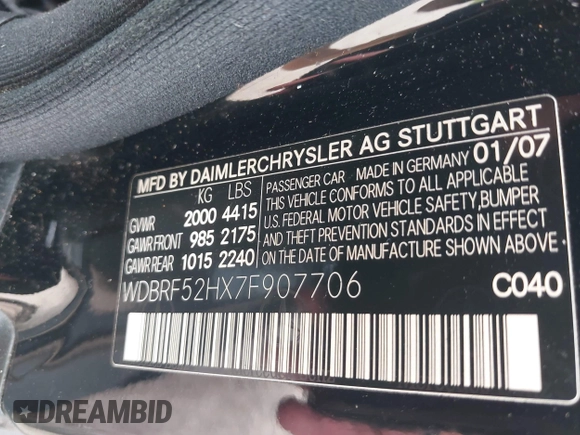 MFD BY DAIMLERCHRYSLER AG STUTTGART
KG LBS
GVWR 2000 4415
GAWR FRONT 985 2175
GAWR REAR 1015 2240
PASSENGER CAR MADE IN GERMANY 01/07
THIS VEHICLE CONFORMS TO ALL APPLICABLE
U.S. FEDERAL MOTOR VEHICLE SAFETY,BUMPER
AND THEFT PREVENTION STANDARDS IN EFFECT
ON THE DATE OF MANUFACTURE SHOWN ABOVE.
WDBRF52HX7F907706
C040
DREAMBID